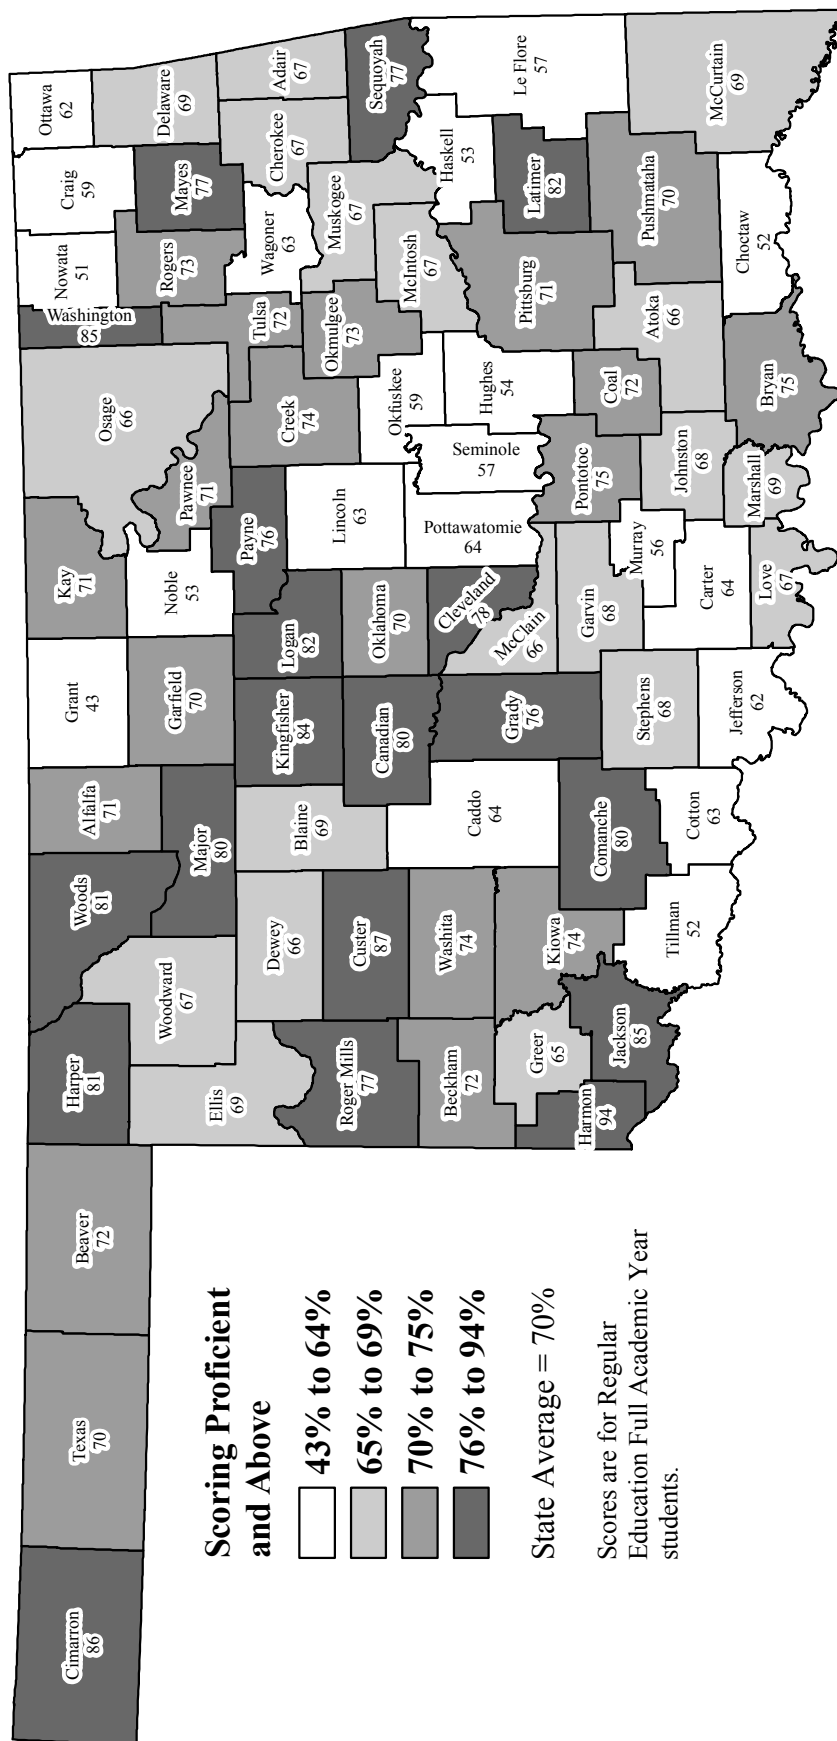 Cimarron
86
Texas
70
Beaver
72
Harper
81
Woods
81
Alfalfa
71
Grant
43
Kay
71
Osage
66
Washington
85
Nowata
51
Craig
59
Ottawa
62
Ellis
69
Woodward
67
Major
80
Garfield
70
Noble
53
Pawnee
71
Rogers
73
Mayes
77
Delaware
69
Dewey
66
Blaine
69
Kingfisher
84
Logan
82
Payne
76
Creek
74
Tulsa
72
Wagoner
63
Cherokee
67
Adair
67
Roger Mills
77
Custer
87
Canadian
80
Oklahoma
70
Lincoln
63
Okfuskee
59
Okmulgee
73
Muskogee
67
Sequoyah
77
Beckham
72
Washita
74
Caddo
64
Grady
76
Cleveland
78
McClain
66
Pottawatomie
64
Seminole
57
Hughes
54
McIntosh
67
Haskell
53
Le Flore
57
Harmon
94
Greer
65
Kiowa
74
Jackson
85
Comanche
80
Tillman
52
Cotton
63
Stephens
68
Garvin
68
Murray
56
Pontotoc
75
Coal
72
Pittsburg
71
Latimer
82
Jefferson
62
Carter
64
Love
67
Johnston
68
Marshall
69
Atoka
66
Bryan
75
Pushmataha
70
Choctaw
52
McCurtain
69
Scoring Proficient
and Above
43% to 64%
65% to 69%
70% to 75%
76% to 94%
State Average = 70%
Scores are for Regular
Education Full Academic Year
students.